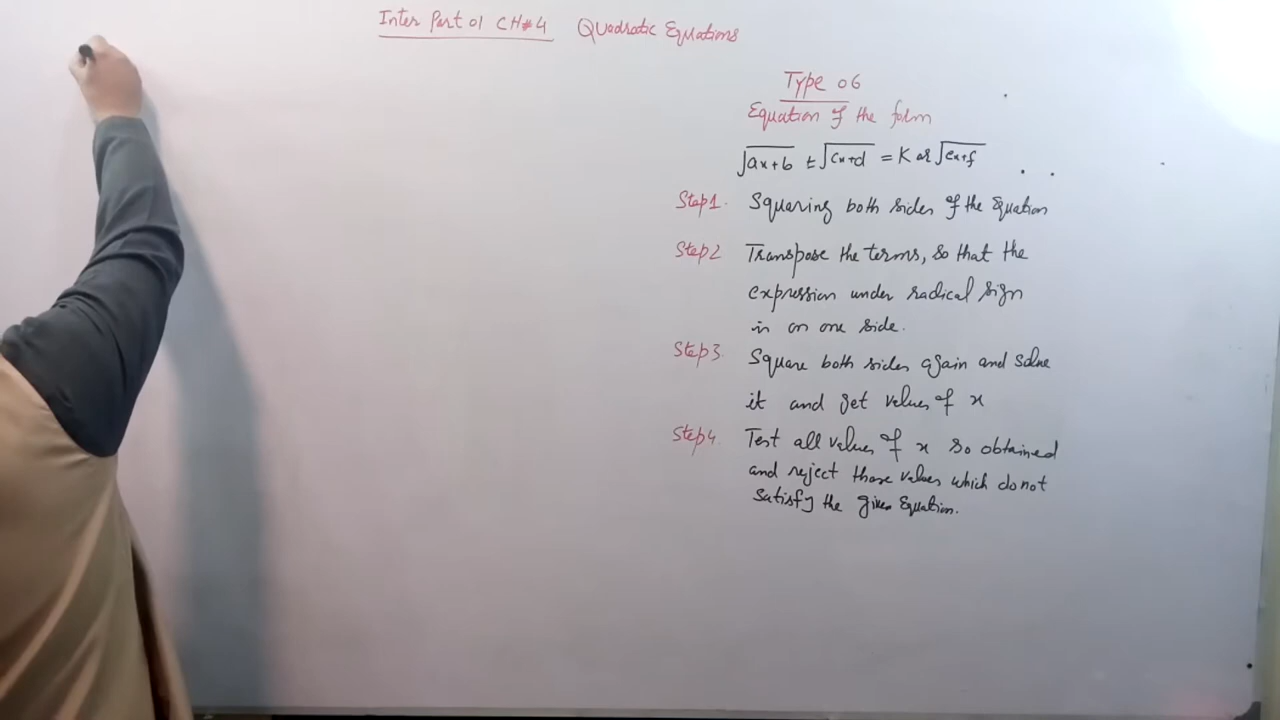 Inter Part 01 CH#4 Quadratic Equations
Type 06
Equation of the form
√ax+b ± √cx+d = K or √ex+f
Step1. Squaring both sides of the Equation
Step2 Transpose the terms, so that the
expression under radical sign
is on one side.
Step3. Square both sides again and solve
it and get values of x
Step4. Test all values of x so obtained
and reject those values which do not
satisfy the given Equation.